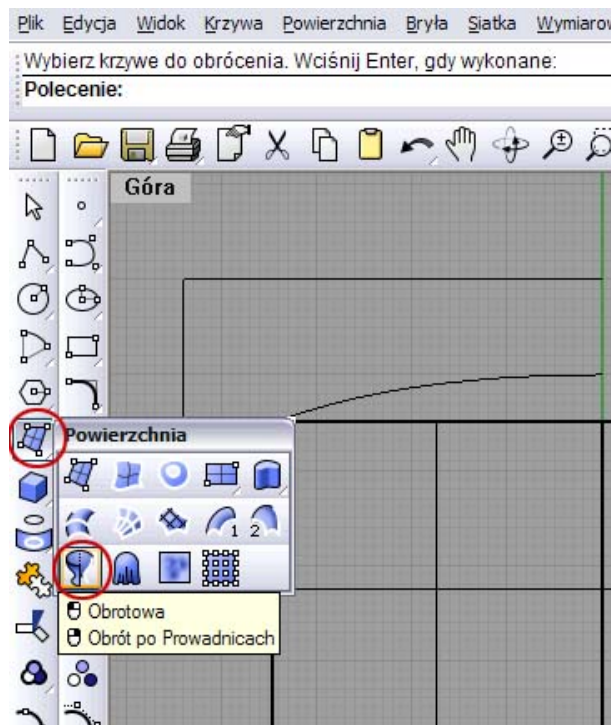 Plik Edycja Widok Krzywa Powierzchnia Bryła Siatka
Wybierz krzywe do obrócenia. Wciśnij Enter, gdy wykonane:
Polecenie:
Góra
Powierzchnia
1 2
Obrotowa
Obrót po Prowadnicach